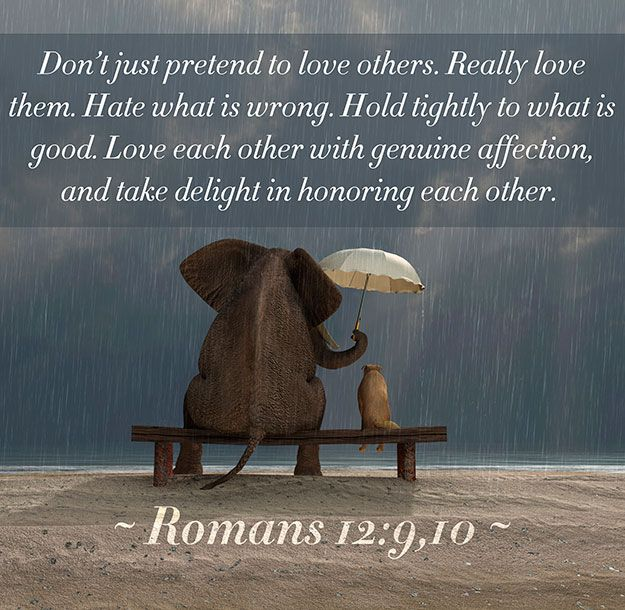 Don't just pretend to love others. Really love
them. Hate what is wrong. Hold tightly to what is
good. Love each other with genuine affection,
and take delight in honoring each other.
~ Romans 12:9,10 ~